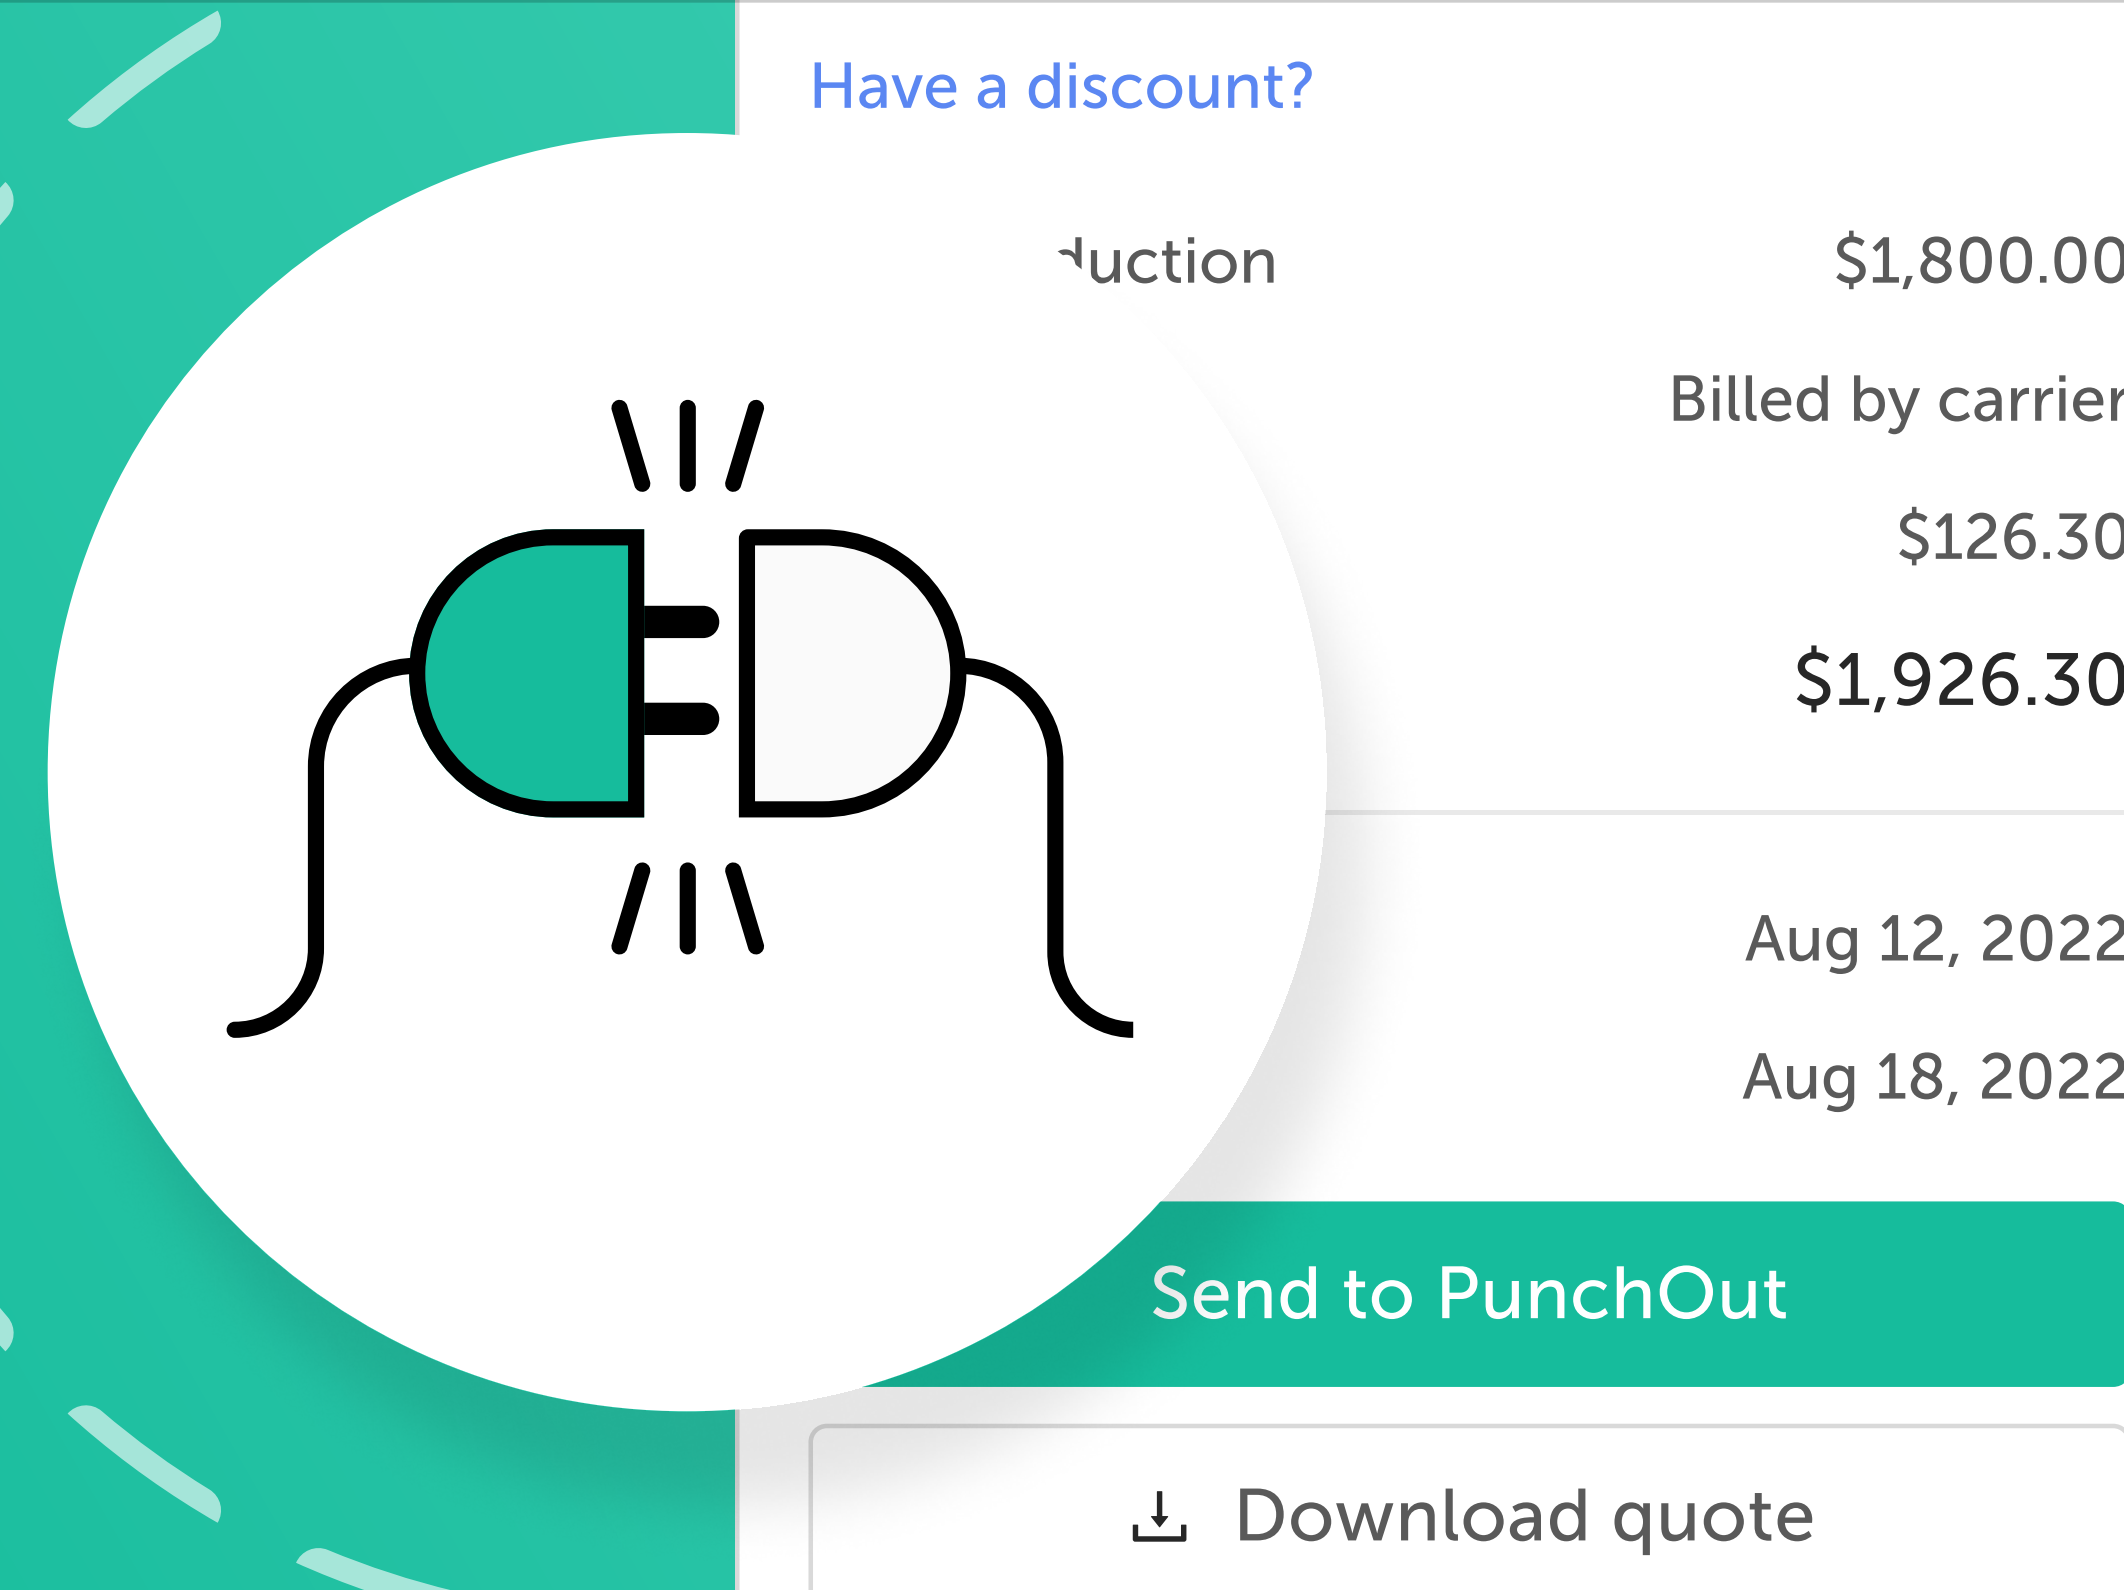 Have a discount?
$1,800.00
Billed by carrier
$126.30
$1,926.30
Aug 12, 2022
Aug 18, 2022
Send to PunchOut
Download quote